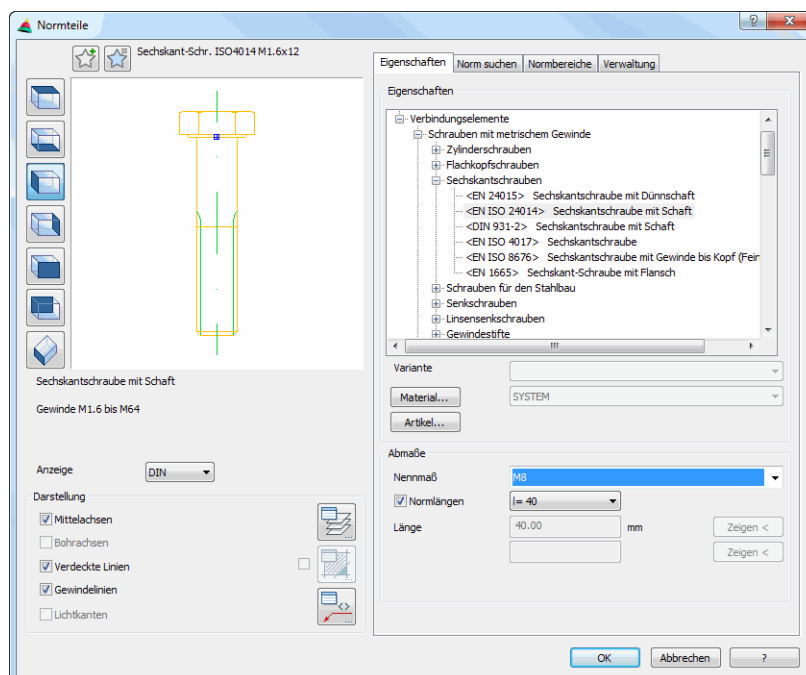 Normteile
?
Sechskant-Schr. ISO4014 M1.6x12
Sechskantschraube mit Schaft
Gewinde M1.6 bis M64
Anzeige
DIN
Darstellung
Mittelachsen
Bohrachsen
Verdeckte Linien
Gewindelinien
Lichtkanten
Eigenschaften
Norm suchen
Normbereiche
Verwaltung
Eigenschaften
Verbindungselemente
Schrauben mit metrischem Gewinde
Zylinderschrauben
Flachkopfschrauben
Sechskantschrauben
<EN 24015> Sechskantschraube mit Dünnschaft
<EN ISO 24014> Sechskantschraube mit Schaft
<DIN 931-2> Sechskantschraube mit Schaft
<EN ISO 4017> Sechskantschraube
<EN ISO 8676> Sechskantschraube mit Gewinde bis Kopf (Fein
<EN 1665> Sechskant-Schraube mit Flansch
Schrauben für den Stahlbau
Senkschrauben
Linsensenkschrauben
Gewindestifte
Variante
Material...
SYSTEM
Artikel...
Abmaße
Nennmaß
M8
Normlängen
l= 40
Länge
40.00
mm
Zeigen <
Zeigen <
OK
Abbrechen
?